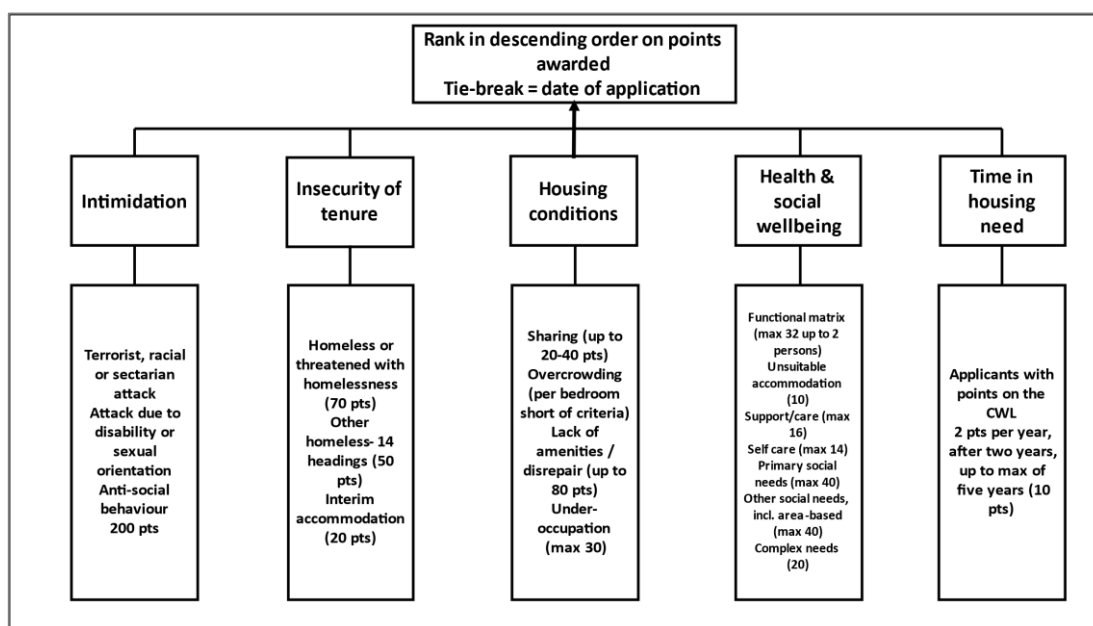 Rank in descending order on points
awarded
Tie-break = date of application
Intimidation
Insecurity of
tenure
Housing
conditions
Health &
social
wellbeing
Time in
housing
need
Terrorist, racial
or sectarian
attack
Attack due to
disability or
sexual
orientation
Anti-social
behaviour
200 pts
Homeless or
threatened with
homelessness
(70 pts)
Other
homeless- 14
headings (50
pts)
Interim
accommodation
(20 pts)
Sharing (up to
20-40 pts)
Overcrowding
(per bedroom
short of criteria)
Lack of
amenities /
disrepair (up to
80 pts)
Under-
occupation
(max 30)
Functional matrix
(max 32 up to 2
persons)
Unsuitable
accommodation
(10)
Support/care (max
16)
Self care (max 14)
Primary social
needs (max 40)
Other social needs,
incl. area-based
(max 40)
Complex needs
(20)
Applicants with
points on the
CWL
2 pts per year,
after two years,
up to max of
five years (10
pts)